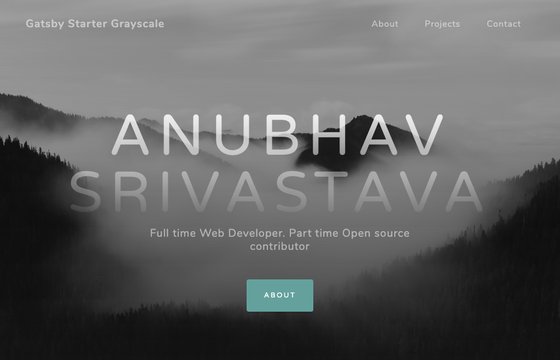 Gatsby Starter Grayscale
About
Projects
Contact
ANUBHAV
SRIVASTAVA
Full time Web Developer. Part time Open source
contributor
ABOUT